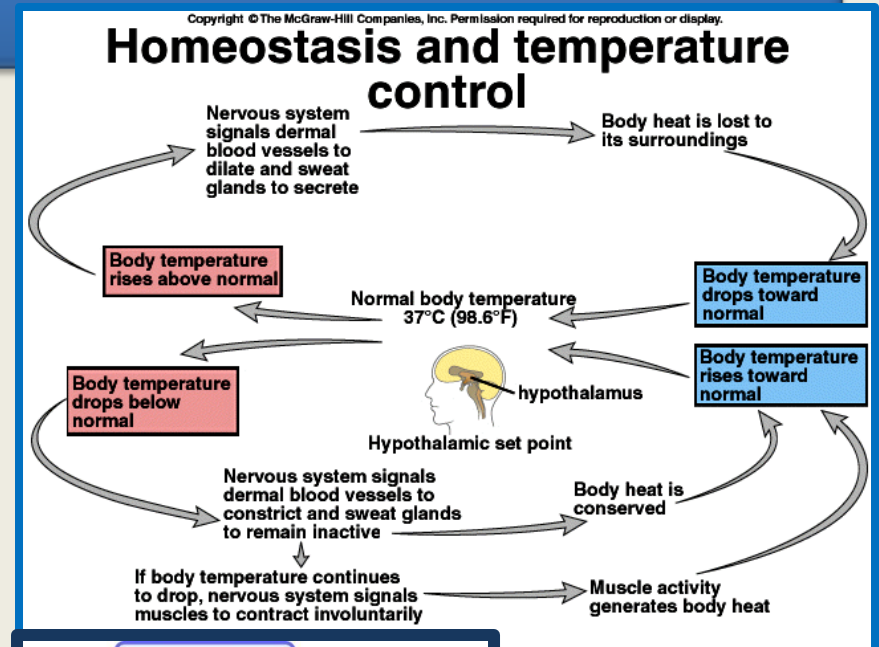 Copyright © The McGraw-Hill Companies, Inc. Permission required for reproduction or display.
Homeostasis and temperature
control
Nervous system
signals dermal
blood vessels to
dilate and sweat
glands to secrete
Body heat is lost to
its surroundings
Body temperature
rises above normal
Normal body temperature
37°C (98.6°F)
Body temperature
drops toward
normal
Body temperature
rises toward
normal
Body temperature
drops below
normal
hypothalamus
Hypothalamic set point
Nervous system signals
dermal blood vessels to
constrict and sweat glands
to remain inactive
Body heat is
conserved
If body temperature continues
to drop, nervous system signals
muscles to contract involuntarily
Muscle activity
generates body heat